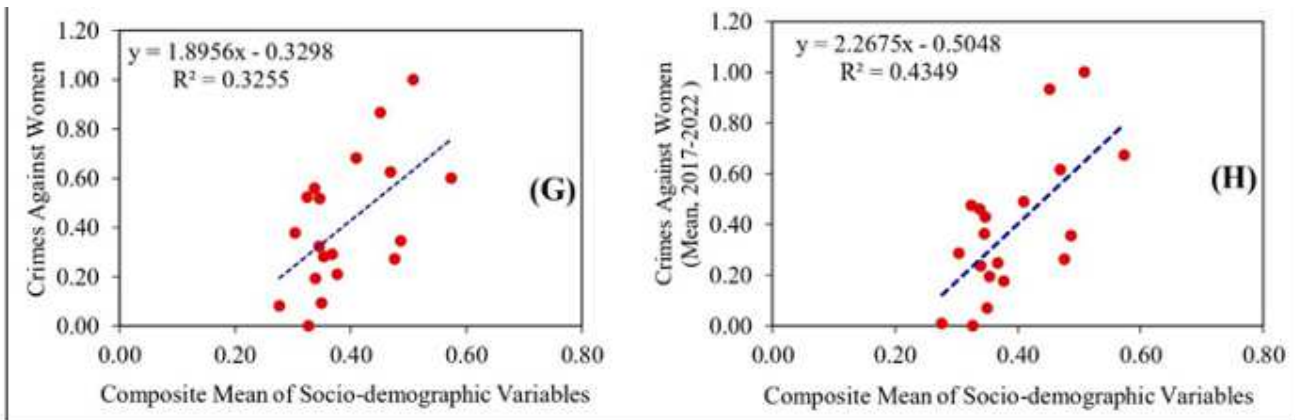 1.20
1.00
0.80
0.60
0.40
0.20
0.00
0.00 0.20 0.40 0.60 0.80
Crimes Against Women
y = 1.8956x - 0.3298
R² = 0.3255
(G)
Composite Mean of Socio-demographic Variables
1.20
1.00
0.80
0.60
0.40
0.20
0.00
0.00 0.20 0.40 0.60 0.80
Crimes Against Women
(Mean, 2017-2022 )
y = 2.2675x - 0.5048
R² = 0.4349
(H)
Composite Mean of Socio-demographic Variables